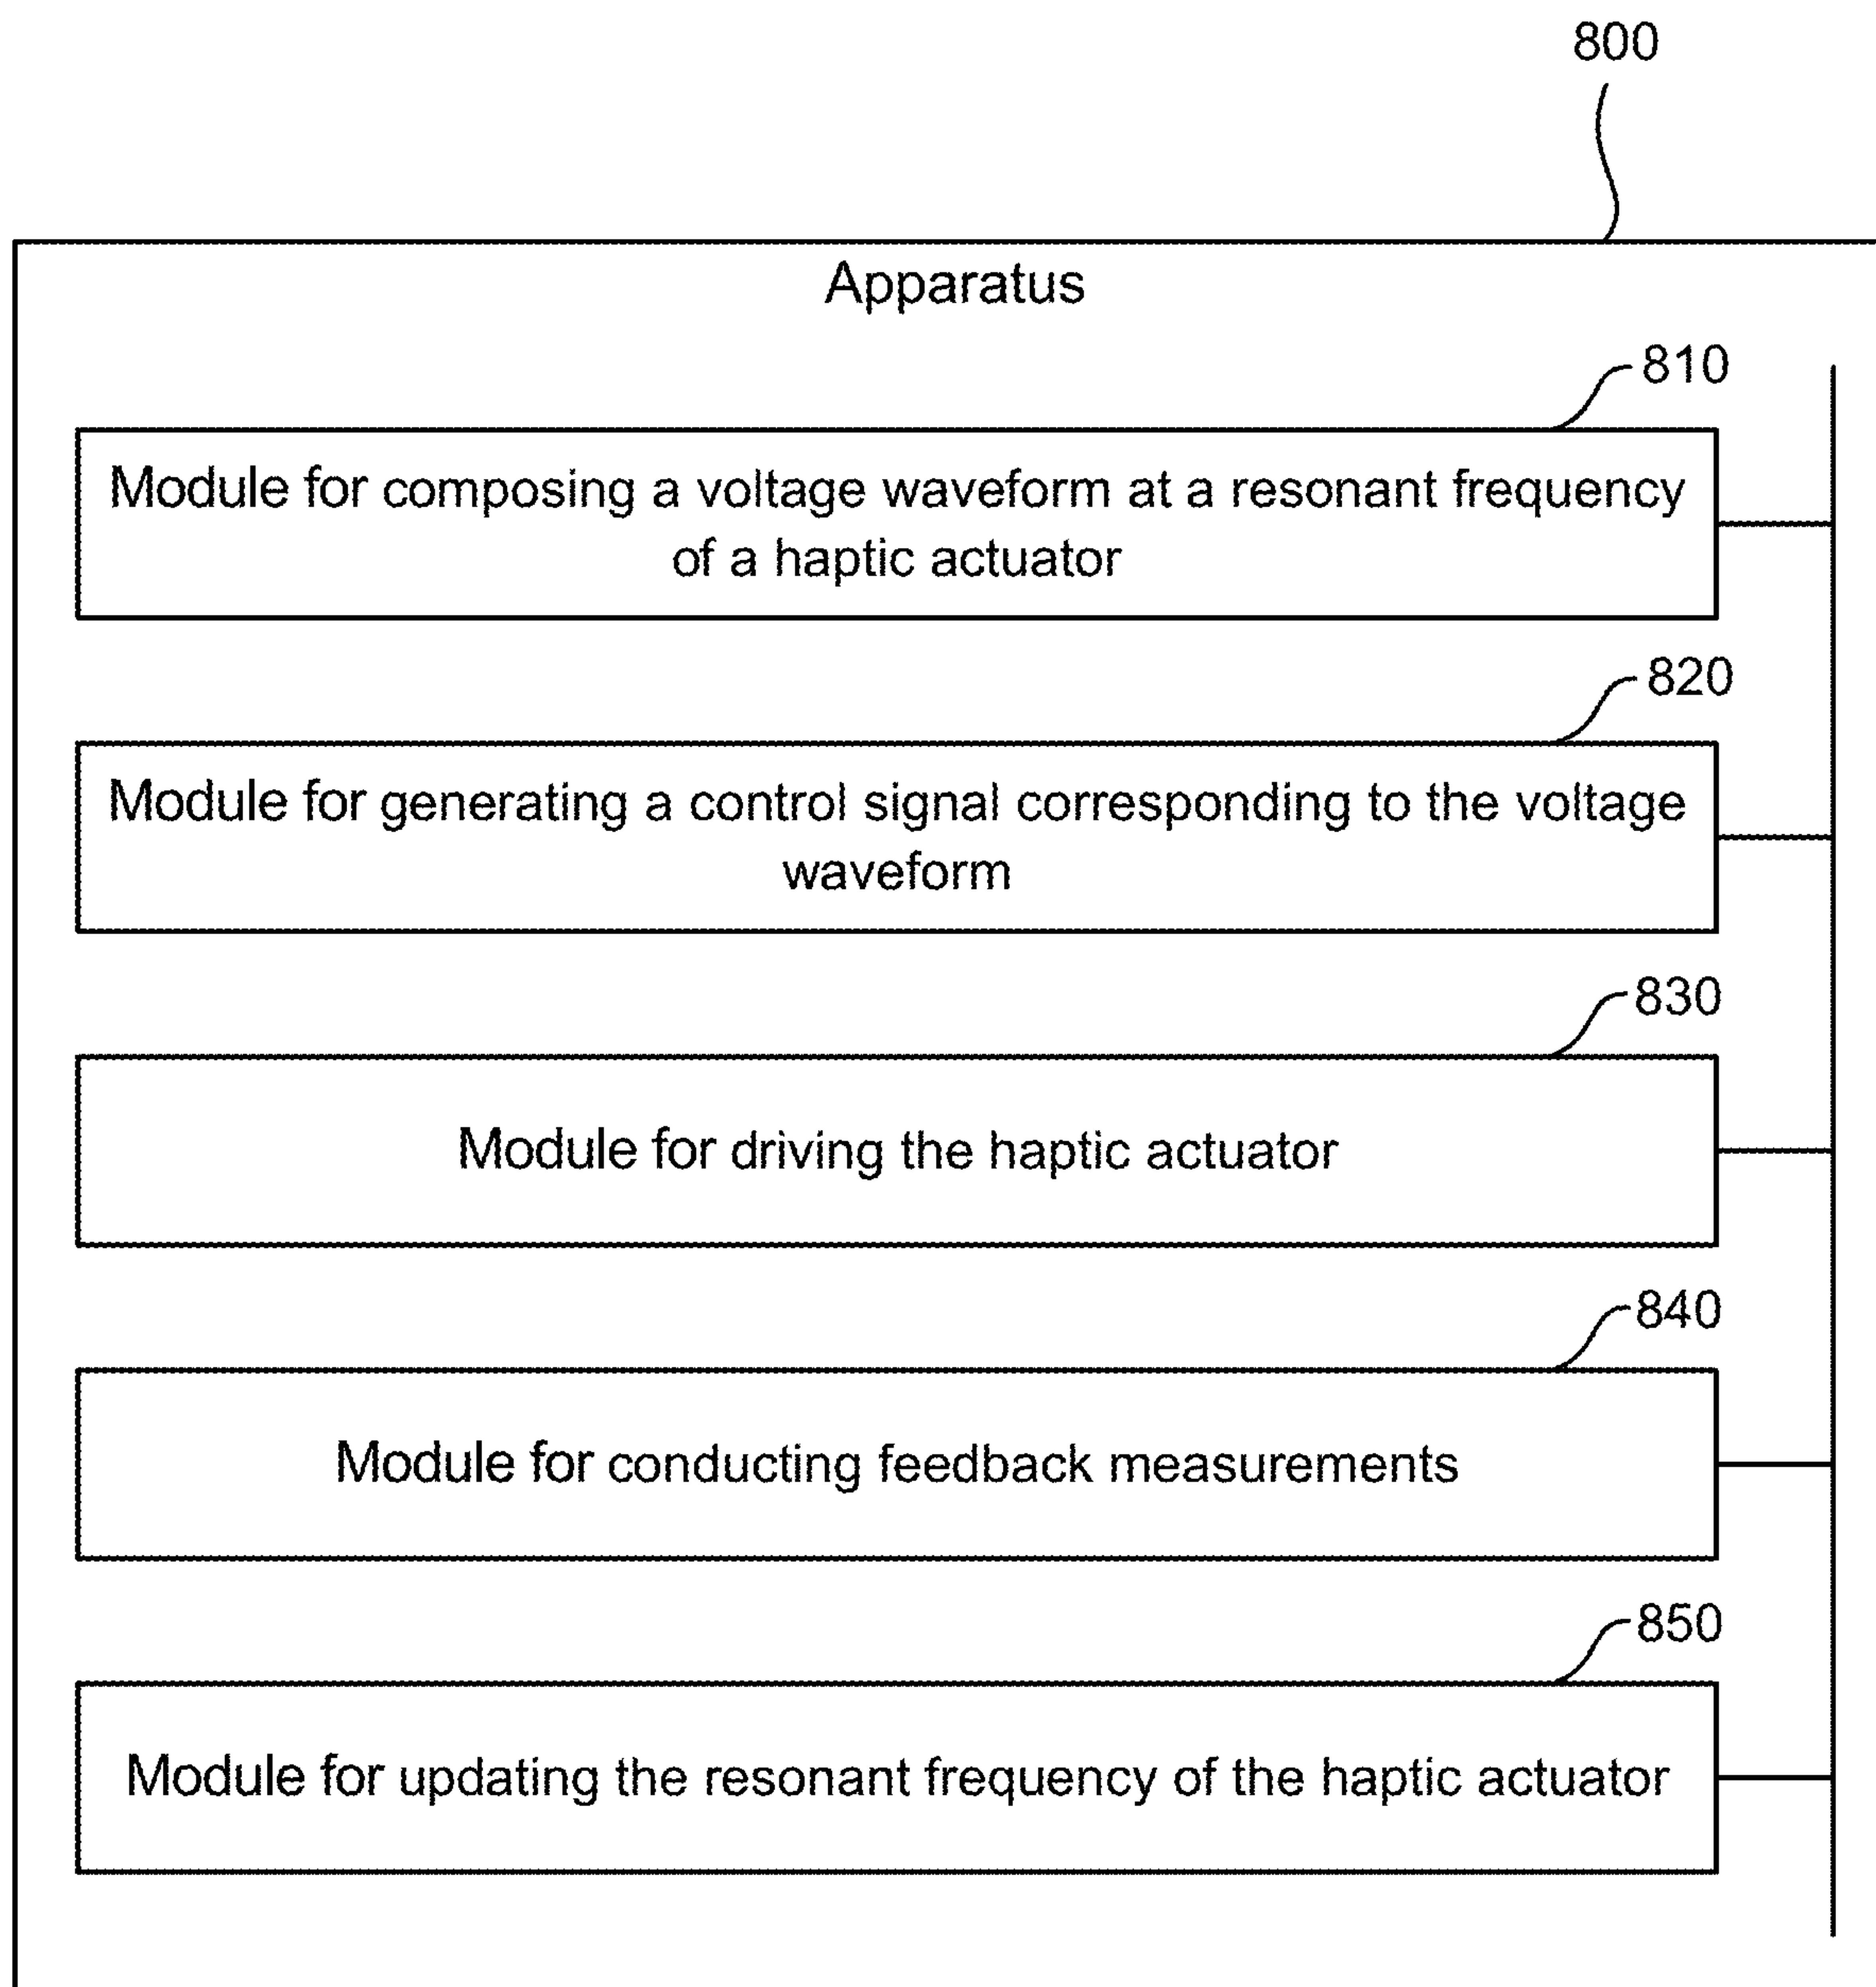 800
Apparatus
810
Module for composing a voltage waveform at a resonant frequency
of a haptic actuator
820
Module for generating a control signal corresponding to the voltage
waveform
830
Module for driving the haptic actuator
840
Module for conducting feedback measurements
850
Module for updating the resonant frequency of the haptic actuator